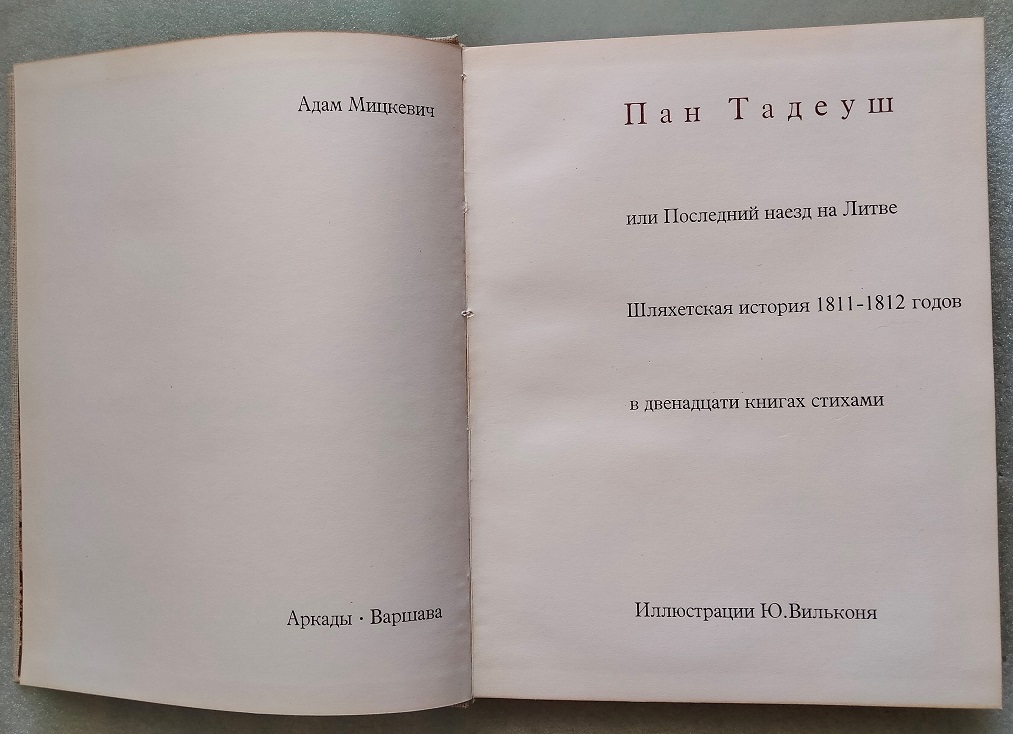 Адам Мицкевич
Аркады · Варшава
Пан Тадеуш
или Последний наезд на Литве
Шляхетская история 1811-1812 годов
в двенадцати книгах стихами
Иллюстрации Ю.Вильконя